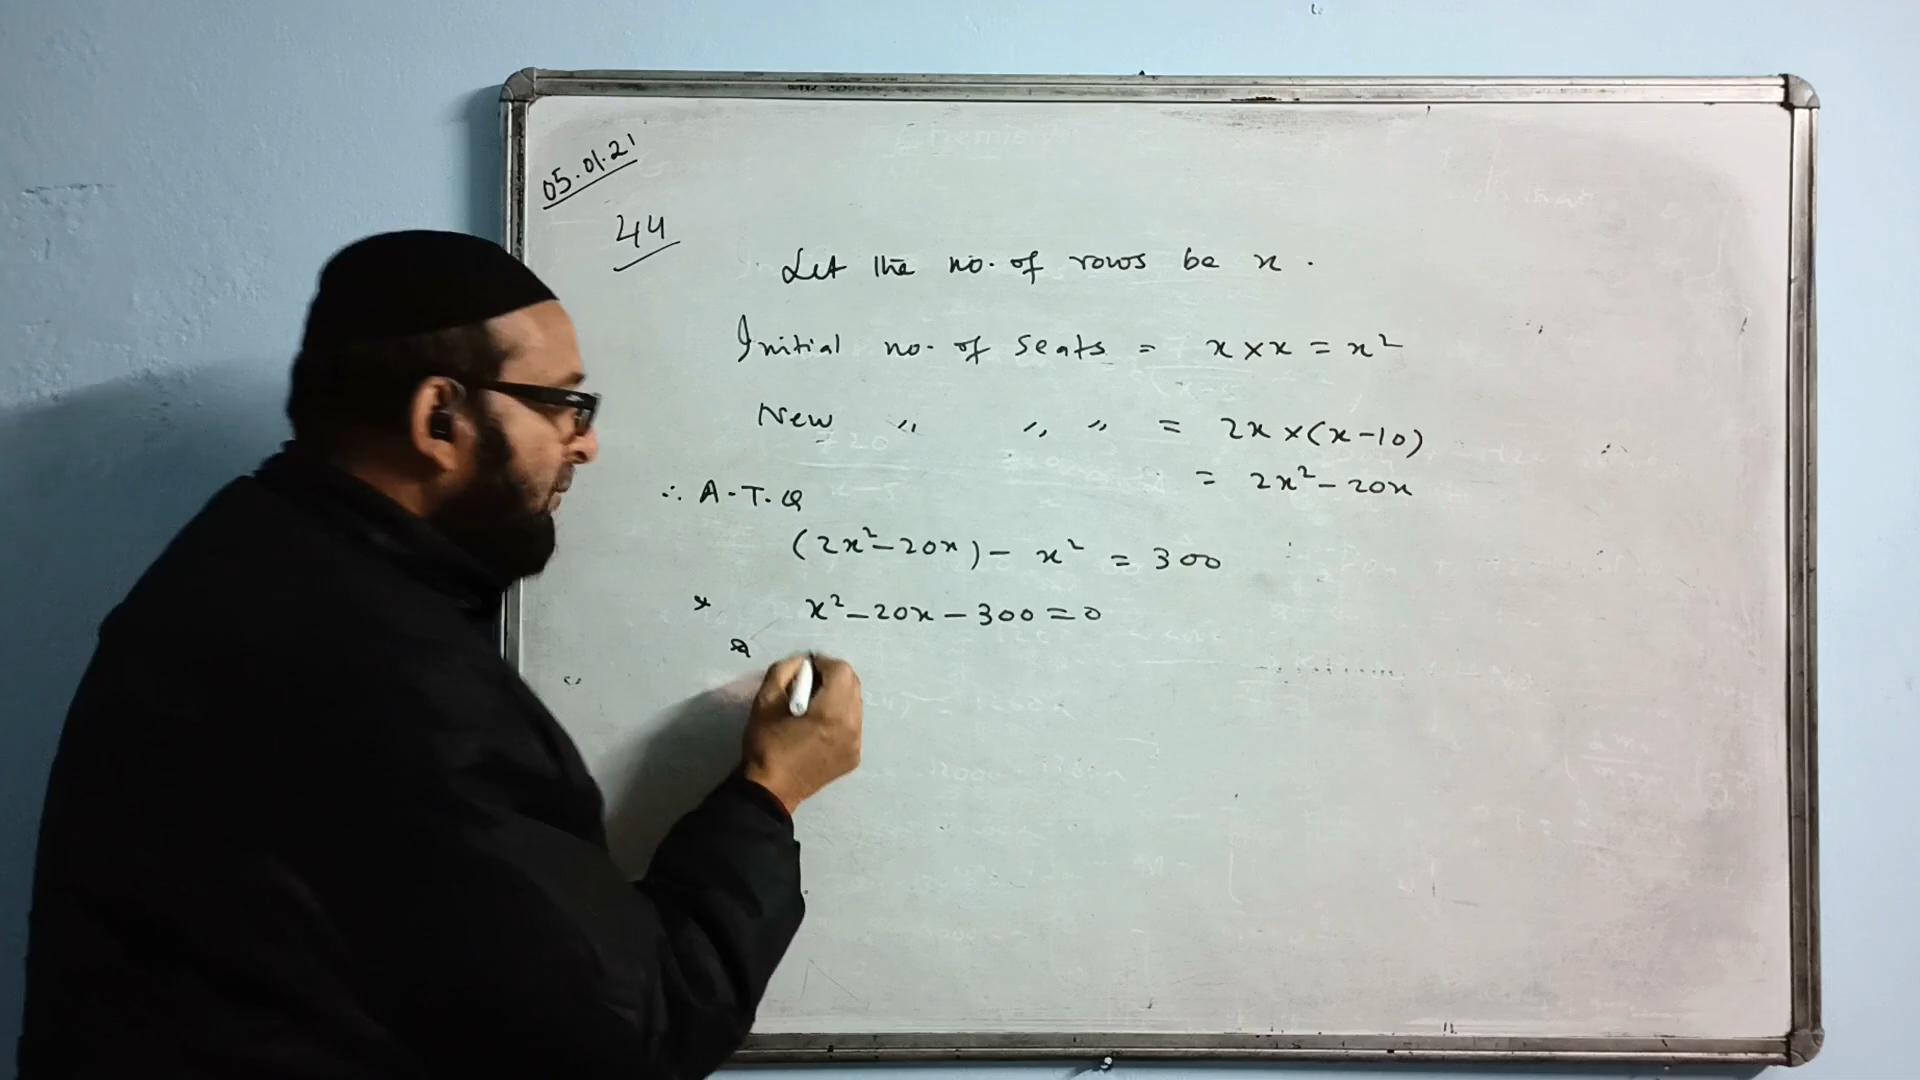 05.01.21
44
Let the no. of rows be x.
Initial no. of seats = x × x = x²
New " " " = 2x × (x-10)
= 2x² - 20x
∴ A.T.Q
(2x² - 20x) - x² = 300
x² - 20x - 300 = 0